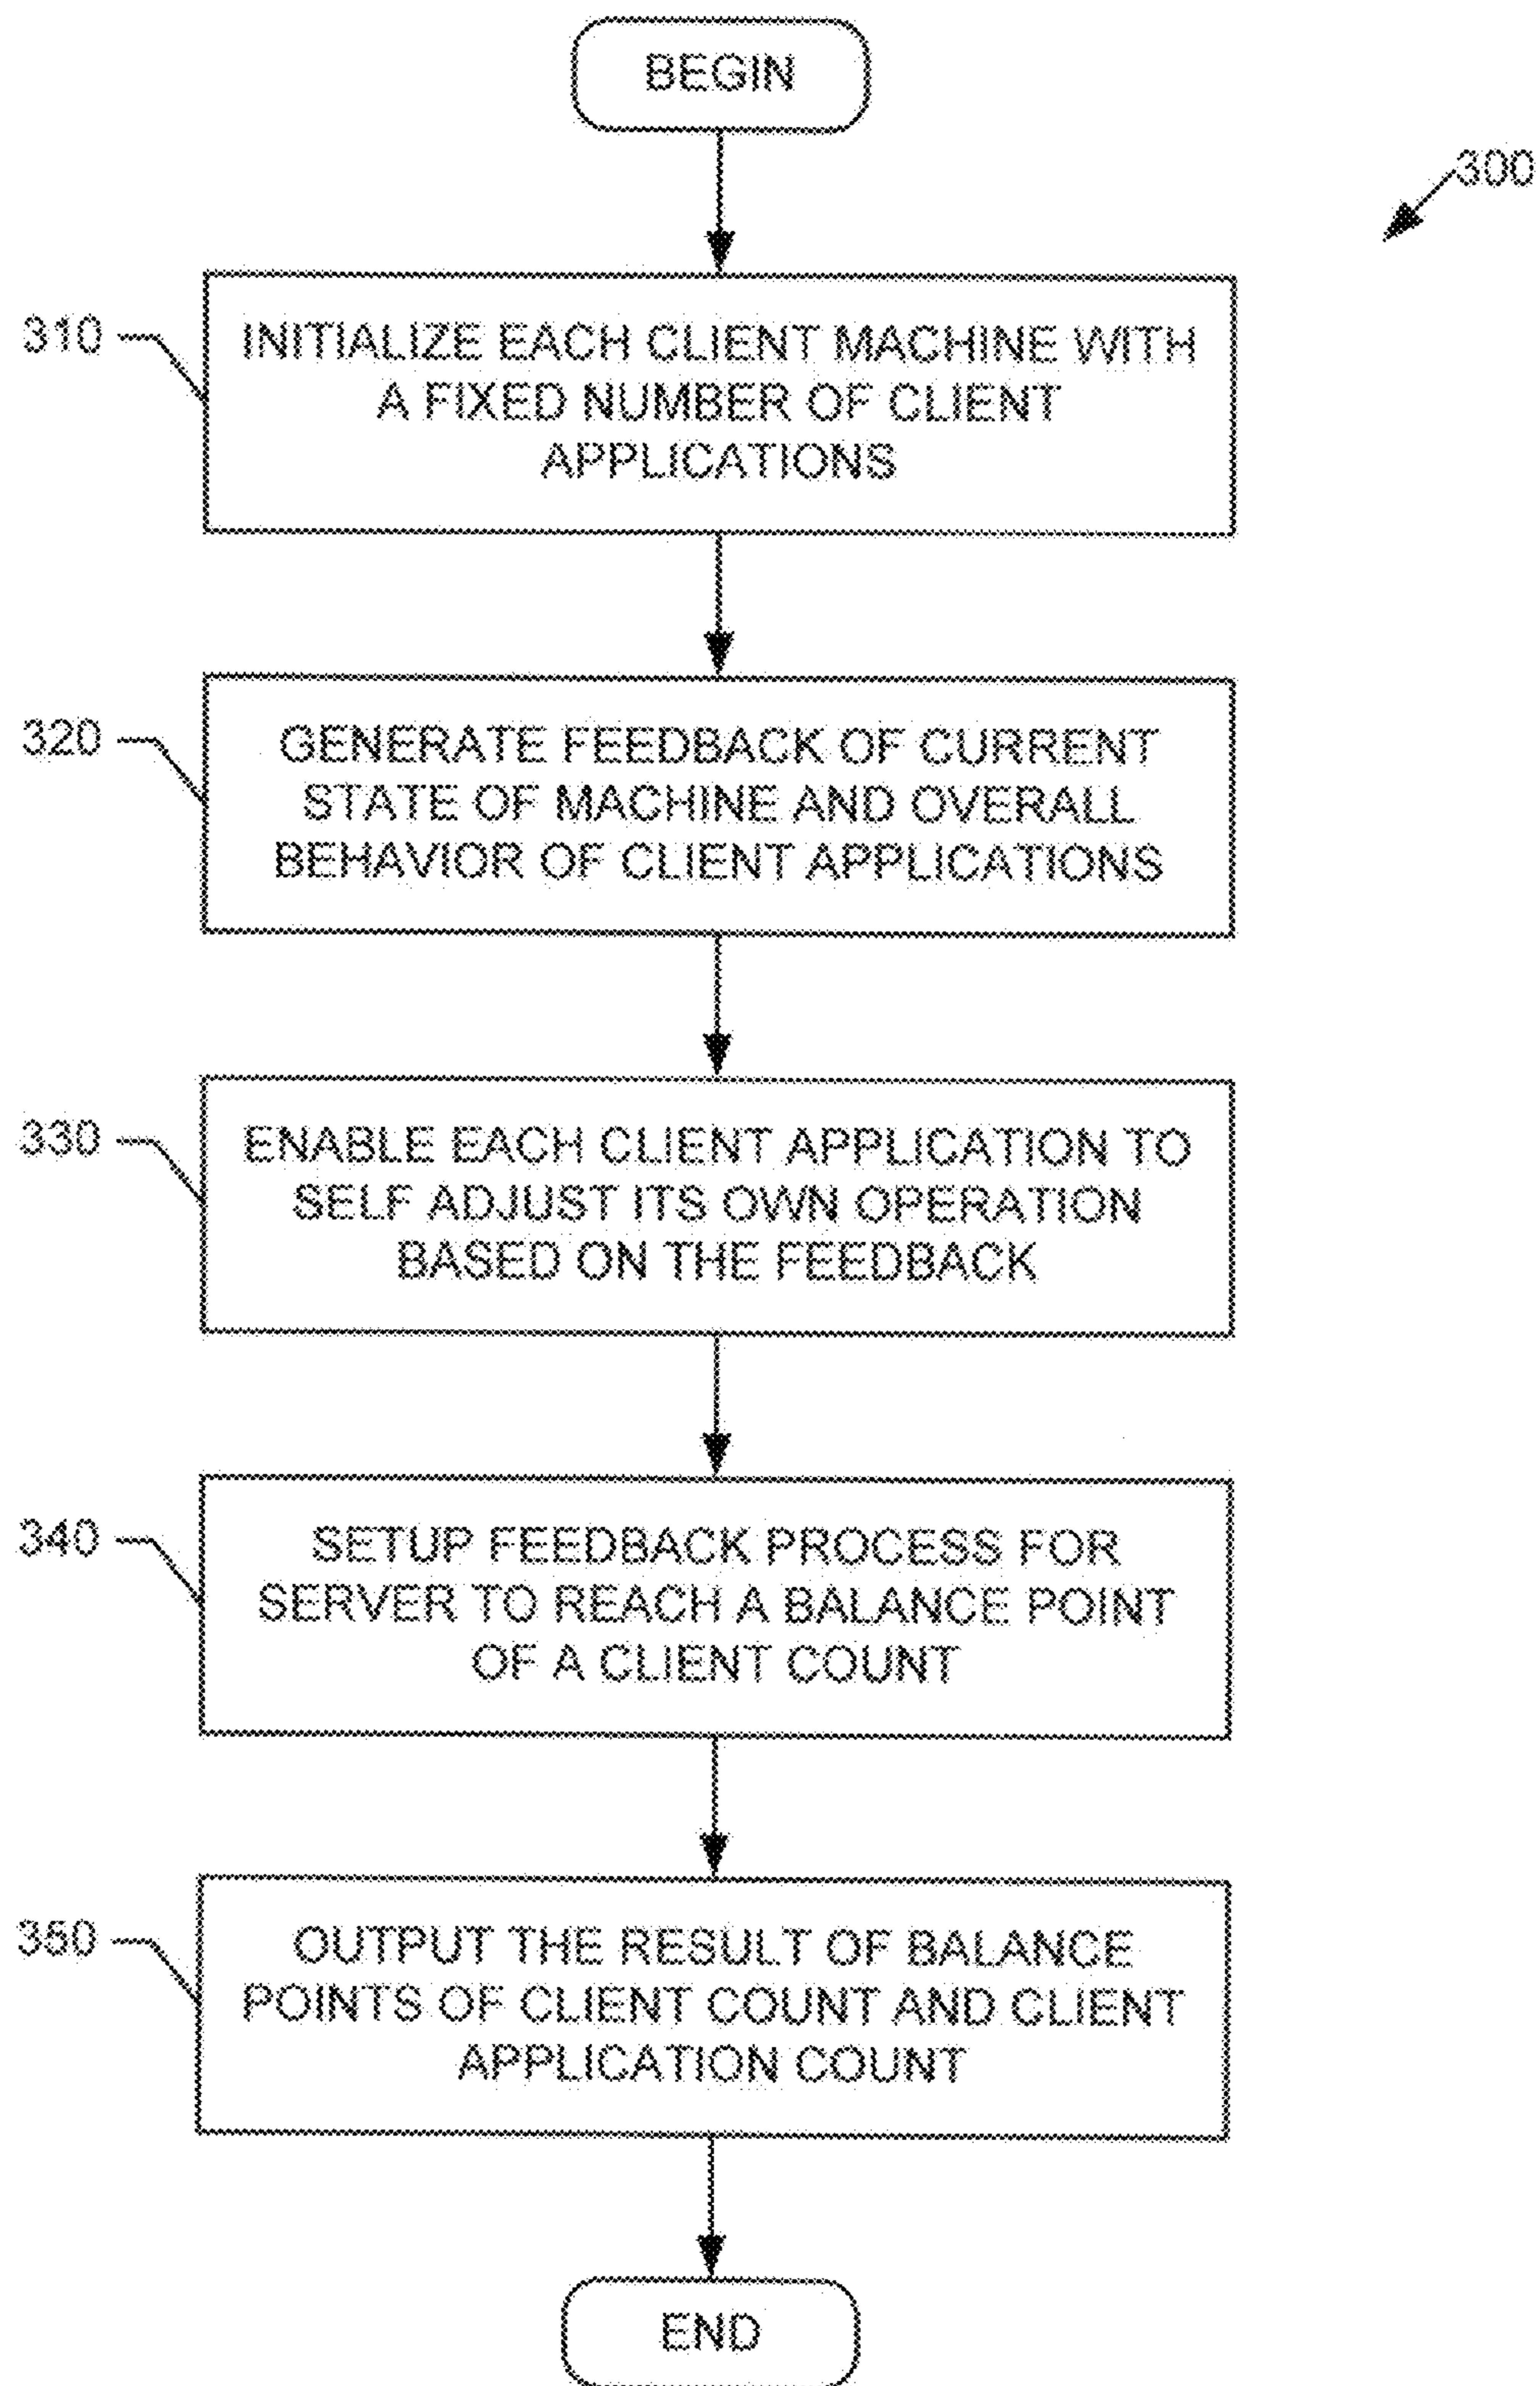 BEGIN
300
310
INITIALIZE EACH CLIENT MACHINE WITH
A FIXED NUMBER OF CLIENT
APPLICATIONS
320
GENERATE FEEDBACK OF CURRENT
STATE OF MACHINE AND OVERALL
BEHAVIOR OF CLIENT APPLICATIONS
330
ENABLE EACH CLIENT APPLICATION TO
SELF ADJUST ITS OWN OPERATION
BASED ON THE FEEDBACK
340
SETUP FEEDBACK PROCESS FOR
SERVER TO REACH A BALANCE POINT
OF A CLIENT COUNT
350
OUTPUT THE RESULT OF BALANCE
POINTS OF CLIENT COUNT AND CLIENT
APPLICATION COUNT
END